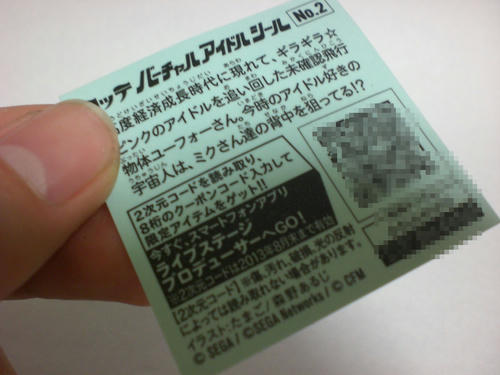 ッテ バーチャルアイドルシール No.2
度経済成長時代に現れて、ギラギラ☆
ピンクのアイドルを追い回した未確認飛行
物体ユーフォーさん。今時のアイドル好きの
宇宙人は、ミクさん達の背中を狙ってる!?
2次元コードを読み取り、
8桁のクーポンコード入力して
限定アイテムをゲット!!
今すぐ、スマートフォンアプリ
ライブステージ
プロデューサーへGO!
※2次元コードは2013年8月末まで有効
【2次元コード】※傷、汚れ、破損、光の反射
によっては読み取れない場合があります。
イラスト:たまご/森野あるじ
© SEGA / ©SEGA Networks / © CFM